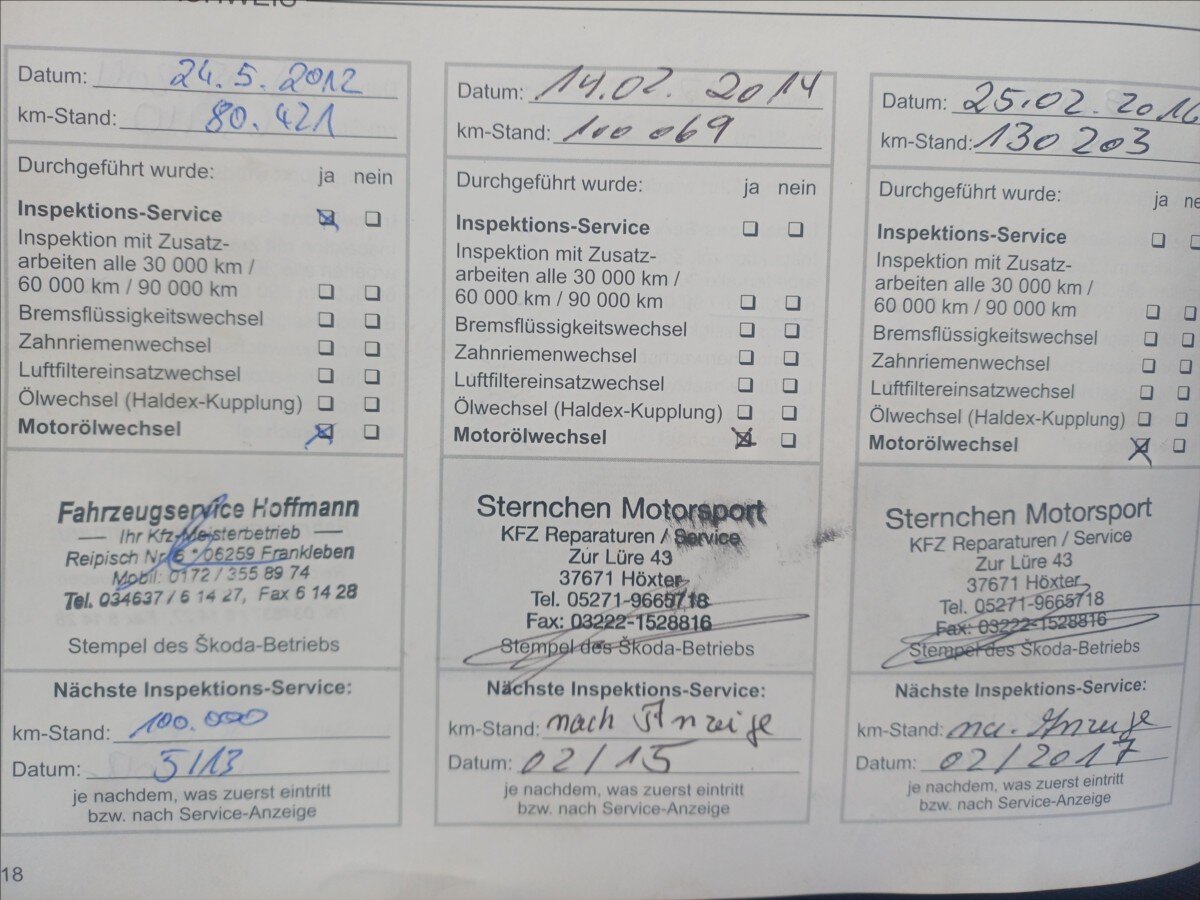 Datum: 24.5.2012
km-Stand: 80.421
Durchgeführt wurde: ja nein
Inspektions-Service
Inspektion mit Zusatz-
arbeiten alle 30 000 km /
60 000 km / 90 000 km
Bremsflüssigkeitswechsel
Zahnriemenwechsel
Luftfiltereinsatzwechsel
Ölwechsel (Haldex-Kupplung)
Motorölwechsel
Fahrzeugservice Hoffmann
Ihr Kfz-Meisterbetrieb
Reipisch Nr. 6 * 06259 Frankleben
Mobil: 0172 / 355 89 74
Tel. 034637 / 6 14 27, Fax 6 14 28
Stempel des Škoda-Betriebs
Nächste Inspektions-Service:
km-Stand: 100.000
Datum: 5/13
je nachdem, was zuerst eintritt
bzw. nach Service-Anzeige
Datum: 14.02.2014
km-Stand: 100 069
Durchgeführt wurde: ja nein
Inspektions-Service
Inspektion mit Zusatz-
arbeiten alle 30 000 km /
60 000 km / 90 000 km
Bremsflüssigkeitswechsel
Zahnriemenwechsel
Luftfiltereinsatzwechsel
Ölwechsel (Haldex-Kupplung)
Motorölwechsel
Sternchen Motorsport
KFZ Reparaturen / Service
Zur Lüre 43
37671 Höxter
Tel. 05271-9665718
Fax: 03222-1528816
Stempel des Škoda-Betriebs
Nächste Inspektions-Service:
km-Stand: nach Anzeige
Datum: 02/15
je nachdem, was zuerst eintritt
bzw. nach Service-Anzeige
Datum: 25.02.2016
km-Stand: 130 203
Durchgeführt wurde: ja ne
Inspektions-Service
Inspektion mit Zusatz-
arbeiten alle 30 000 km /
60 000 km / 90 000 km
Bremsflüssigkeitswechsel
Zahnriemenwechsel
Luftfiltereinsatzwechsel
Ölwechsel (Haldex-Kupplung)
Motorölwechsel
Sternchen Motorsport
KFZ Reparaturen / Service
Zur Lüre 43
37671 Höxter
Tel. 05271-9665718
Fax: 03222-1528816
Stempel des Škoda-Betriebs
Nächste Inspektions-Service:
km-Stand: na. Anzeige
Datum: 02/2017
je nachdem, was zuerst eintritt
bzw. nach Service-Anzeige
18